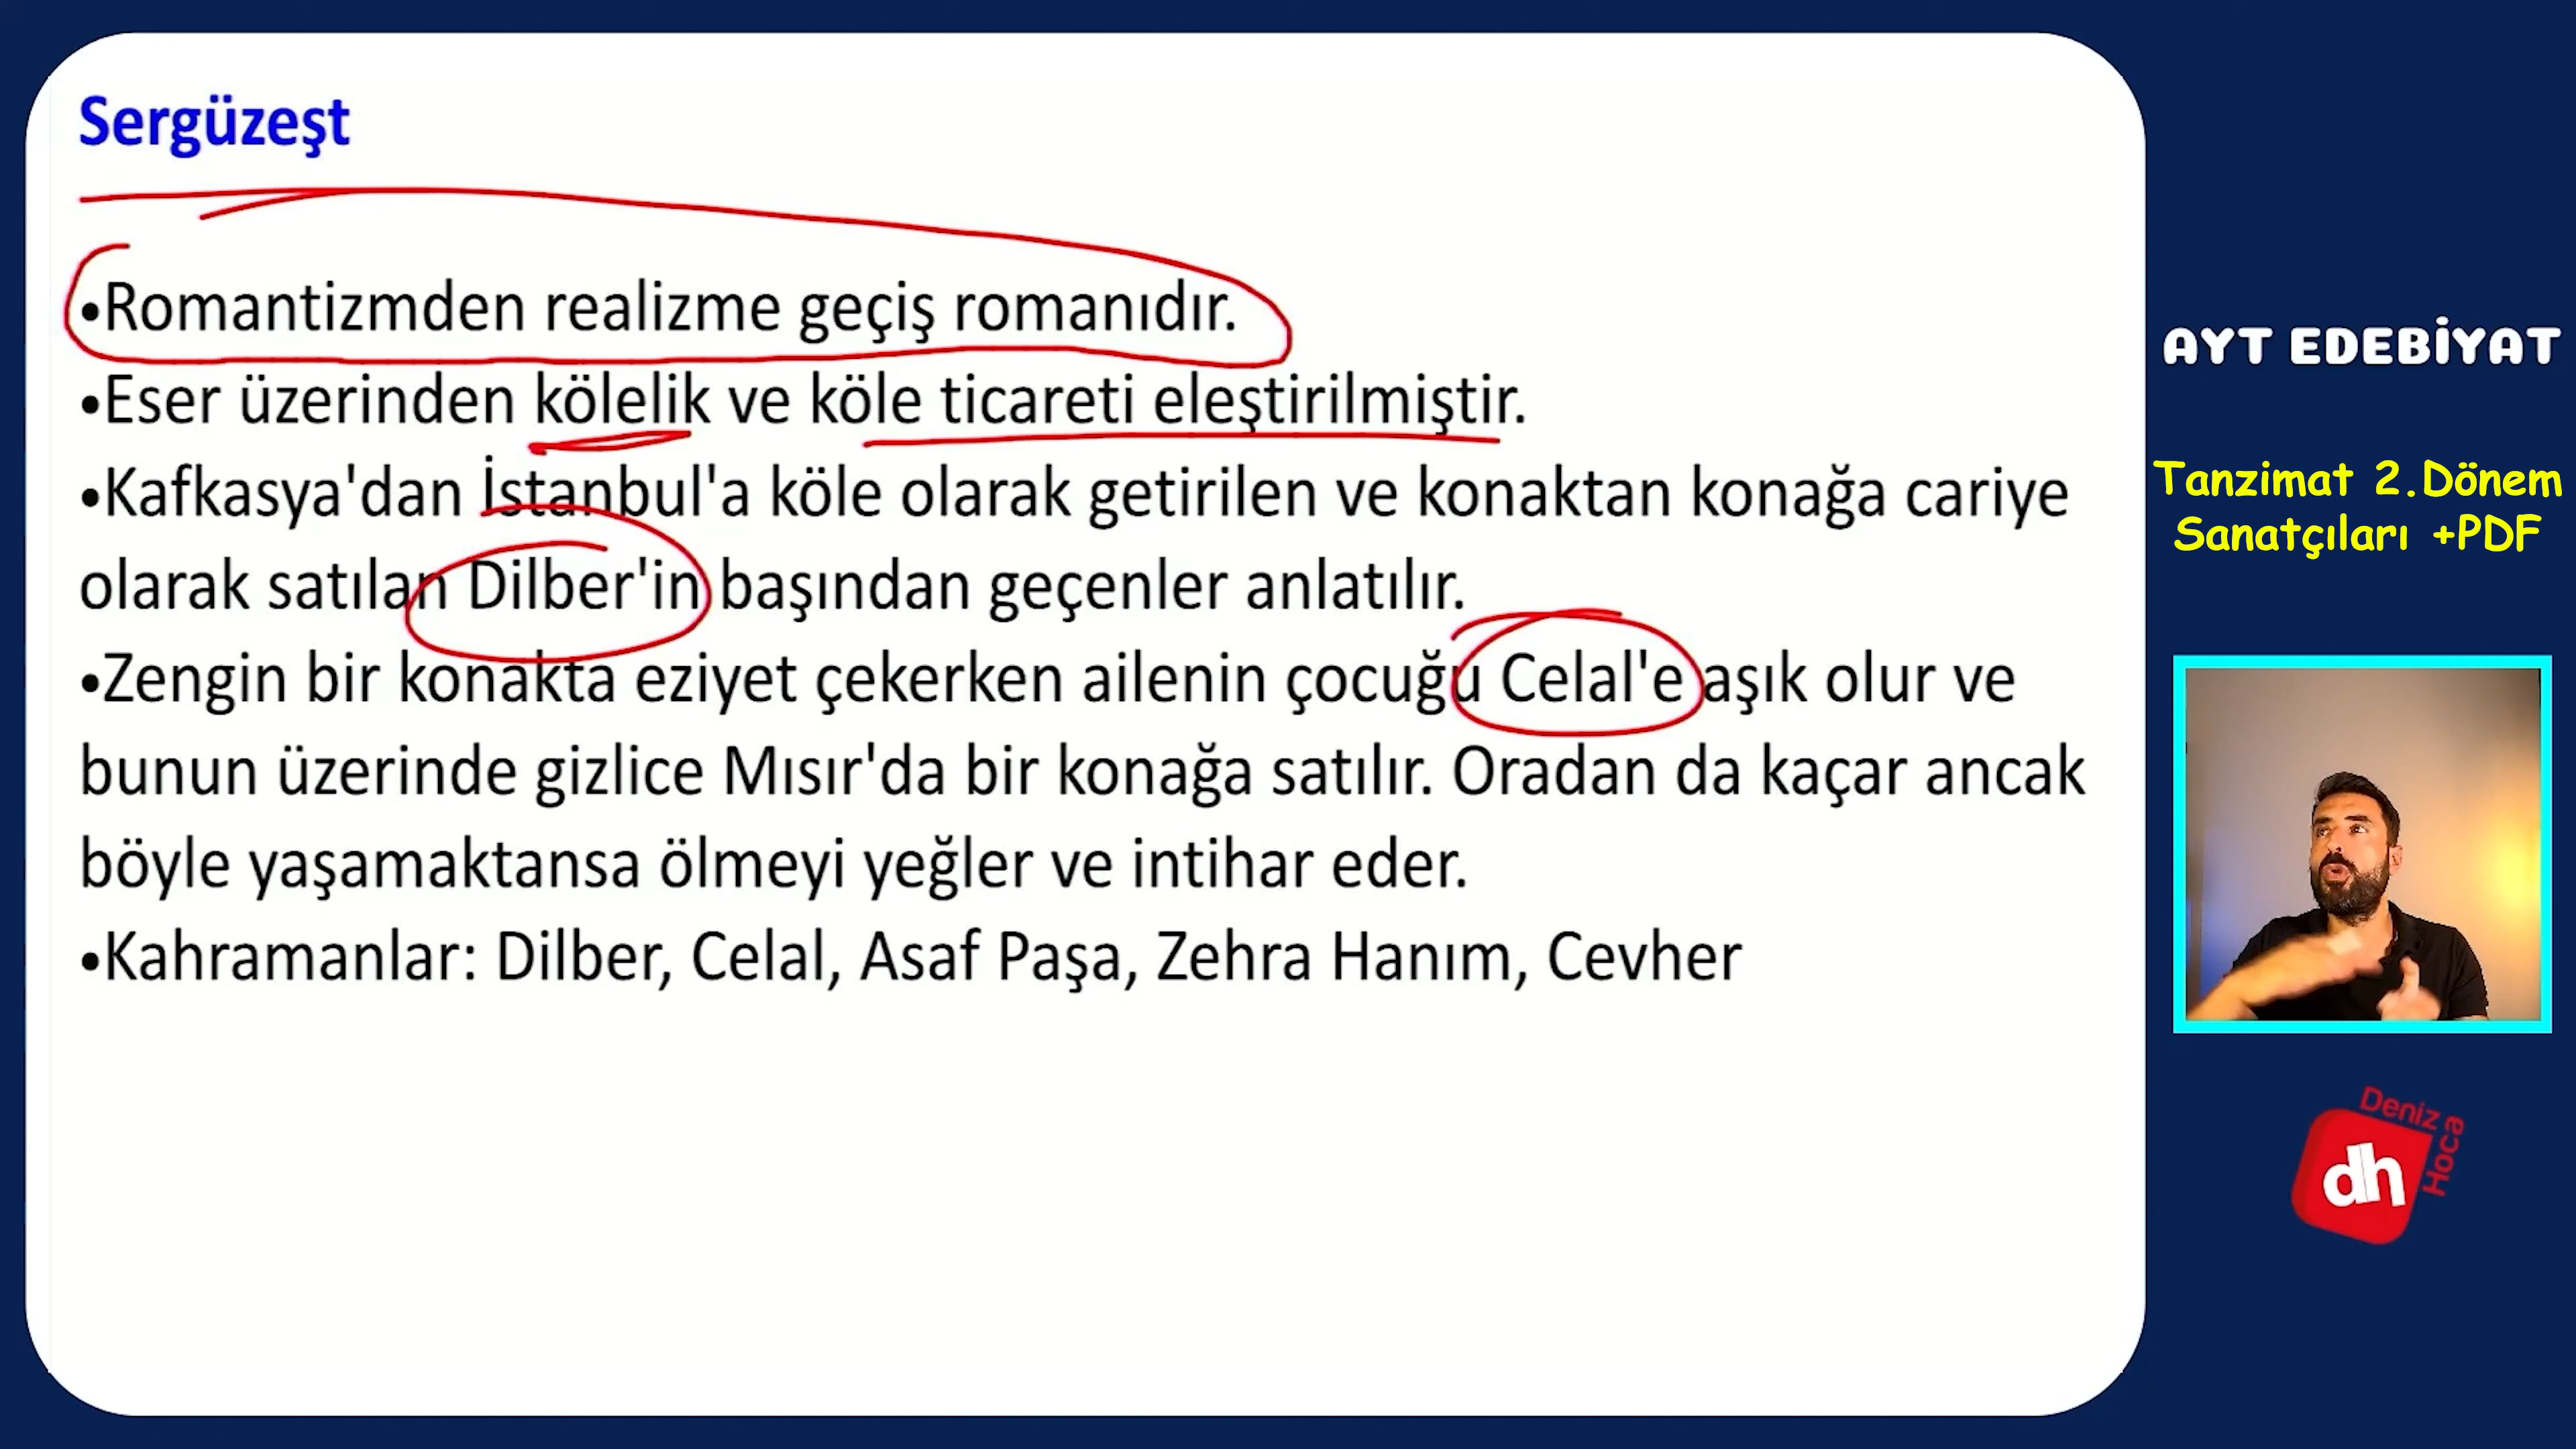 Sergüzeşt
•Romantizmden realizme geçiş romanıdır.
•Eser üzerinden kölelik ve köle ticareti eleştirilmiştir.
•Kafkasya'dan İstanbul'a köle olarak getirilen ve konaktan konağa cariye
olarak satılan Dilber'in başından geçenler anlatılır.
•Zengin bir konakta eziyet çekerken ailenin çocuğu Celal'e aşık olur ve
bunun üzerinde gizlice Mısır'da bir konağa satılır. Oradan da kaçar ancak
böyle yaşamaktansa ölmeyi yeğler ve intihar eder.
•Kahramanlar: Dilber, Celal, Asaf Paşa, Zehra Hanım, Cevher
AYT EDEBİYAT
Tanzimat 2.Dönem
Sanatçıları +PDF
Deniz
Hoca
dh